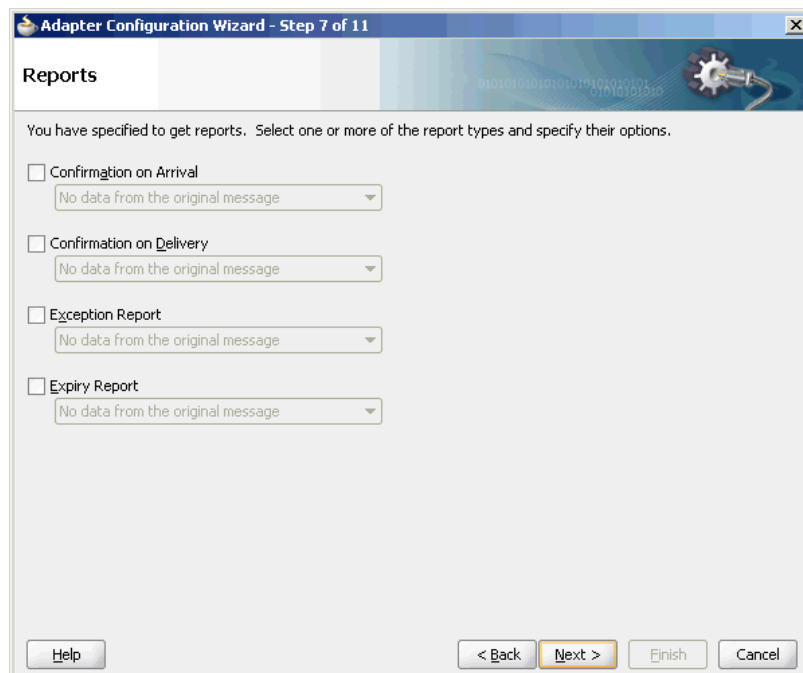 Adapter Configuration Wizard - Step 7 of 11
Reports
010101010101010101010101
01010101010
You have specified to get reports. Select one or more of the report types and specify their options.
Confirmation on Arrival
No data from the original message
Confirmation on Delivery
No data from the original message
Exception Report
No data from the original message
Expiry Report
No data from the original message
Help < Back Next > Finish Cancel